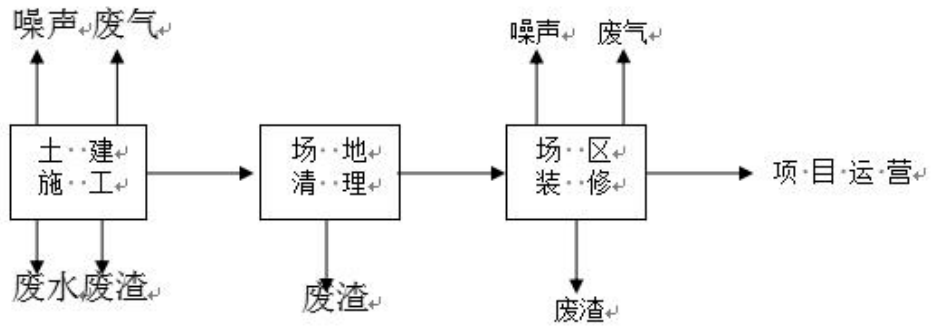 噪声 废气
噪声 废气
土 建
施 工
场 地
清 理
场 区
装 修
项 目 运 营
废水 废渣
废渣
废渣